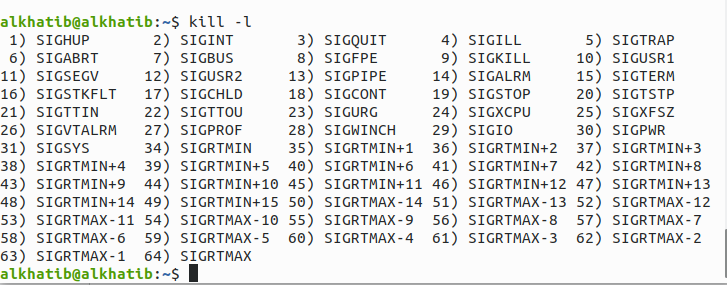 alkhatib@alkhatib:~$ kill -l
 1) SIGHUP       2) SIGINT       3) SIGQUIT      4) SIGILL       5) SIGTRAP
 6) SIGABRT      7) SIGBUS       8) SIGFPE       9) SIGKILL     10) SIGUSR1
11) SIGSEGV     12) SIGUSR2     13) SIGPIPE     14) SIGALRM     15) SIGTERM
16) SIGSTKFLT   17) SIGCHLD     18) SIGCONT     19) SIGSTOP     20) SIGTSTP
21) SIGTTIN     22) SIGTTOU     23) SIGURG      24) SIGXCPU     25) SIGXFSZ
26) SIGVTALRM   27) SIGPROF     28) SIGWINCH    29) SIGIO       30) SIGPWR
31) SIGSYS      34) SIGRTMIN    35) SIGRTMIN+1  36) SIGRTMIN+2  37) SIGRTMIN+3
38) SIGRTMIN+4  39) SIGRTMIN+5  40) SIGRTMIN+6  41) SIGRTMIN+7  42) SIGRTMIN+8
43) SIGRTMIN+9  44) SIGRTMIN+10 45) SIGRTMIN+11 46) SIGRTMIN+12 47) SIGRTMIN+13
48) SIGRTMIN+14 49) SIGRTMIN+15 50) SIGRTMAX-14 51) SIGRTMAX-13 52) SIGRTMAX-12
53) SIGRTMAX-11 54) SIGRTMAX-10 55) SIGRTMAX-9  56) SIGRTMAX-8  57) SIGRTMAX-7
58) SIGRTMAX-6  59) SIGRTMAX-5  60) SIGRTMAX-4  61) SIGRTMAX-3  62) SIGRTMAX-2
63) SIGRTMAX-1  64) SIGRTMAX
alkhatib@alkhatib:~$